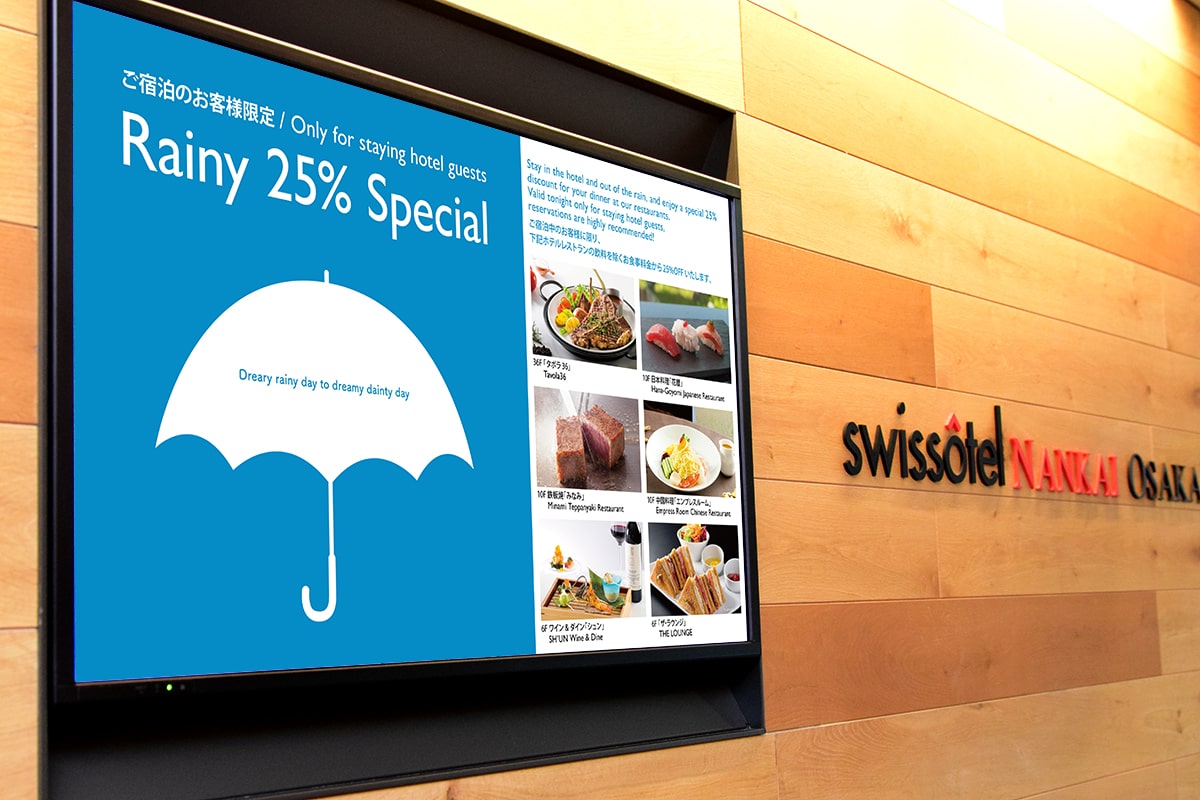 ご宿泊のお客様限定 / Only for staying hotel guests
Rainy 25% Special
Dreary rainy day to dreamy dainty day
Stay in the hotel and out of the rain, and enjoy a special 25%
discount for your dinner at our restaurants.
Valid tonight only for staying hotel guests.
reservations are highly recommended!
ご宿泊中のお客様に限り、
下記ホテルレストランの飲料を除くお食事料金から25%OFFいたします。
36F「タボラ36」
Tavola36
10F 日本料理「花暦」
Hana-Goyomi Japanese Restaurant
10F 鉄板焼「みなみ」
Minami Teppanyaki Restaurant
10F 中国料理「エンプレスルーム」
Empress Room Chinese Restaurant
6F ワイン & ダイン「シュン」
SH'UN Wine & Dine
6F「ザ・ラウンジ」
THE LOUNGE
swissôtel NANKAI OSAKA